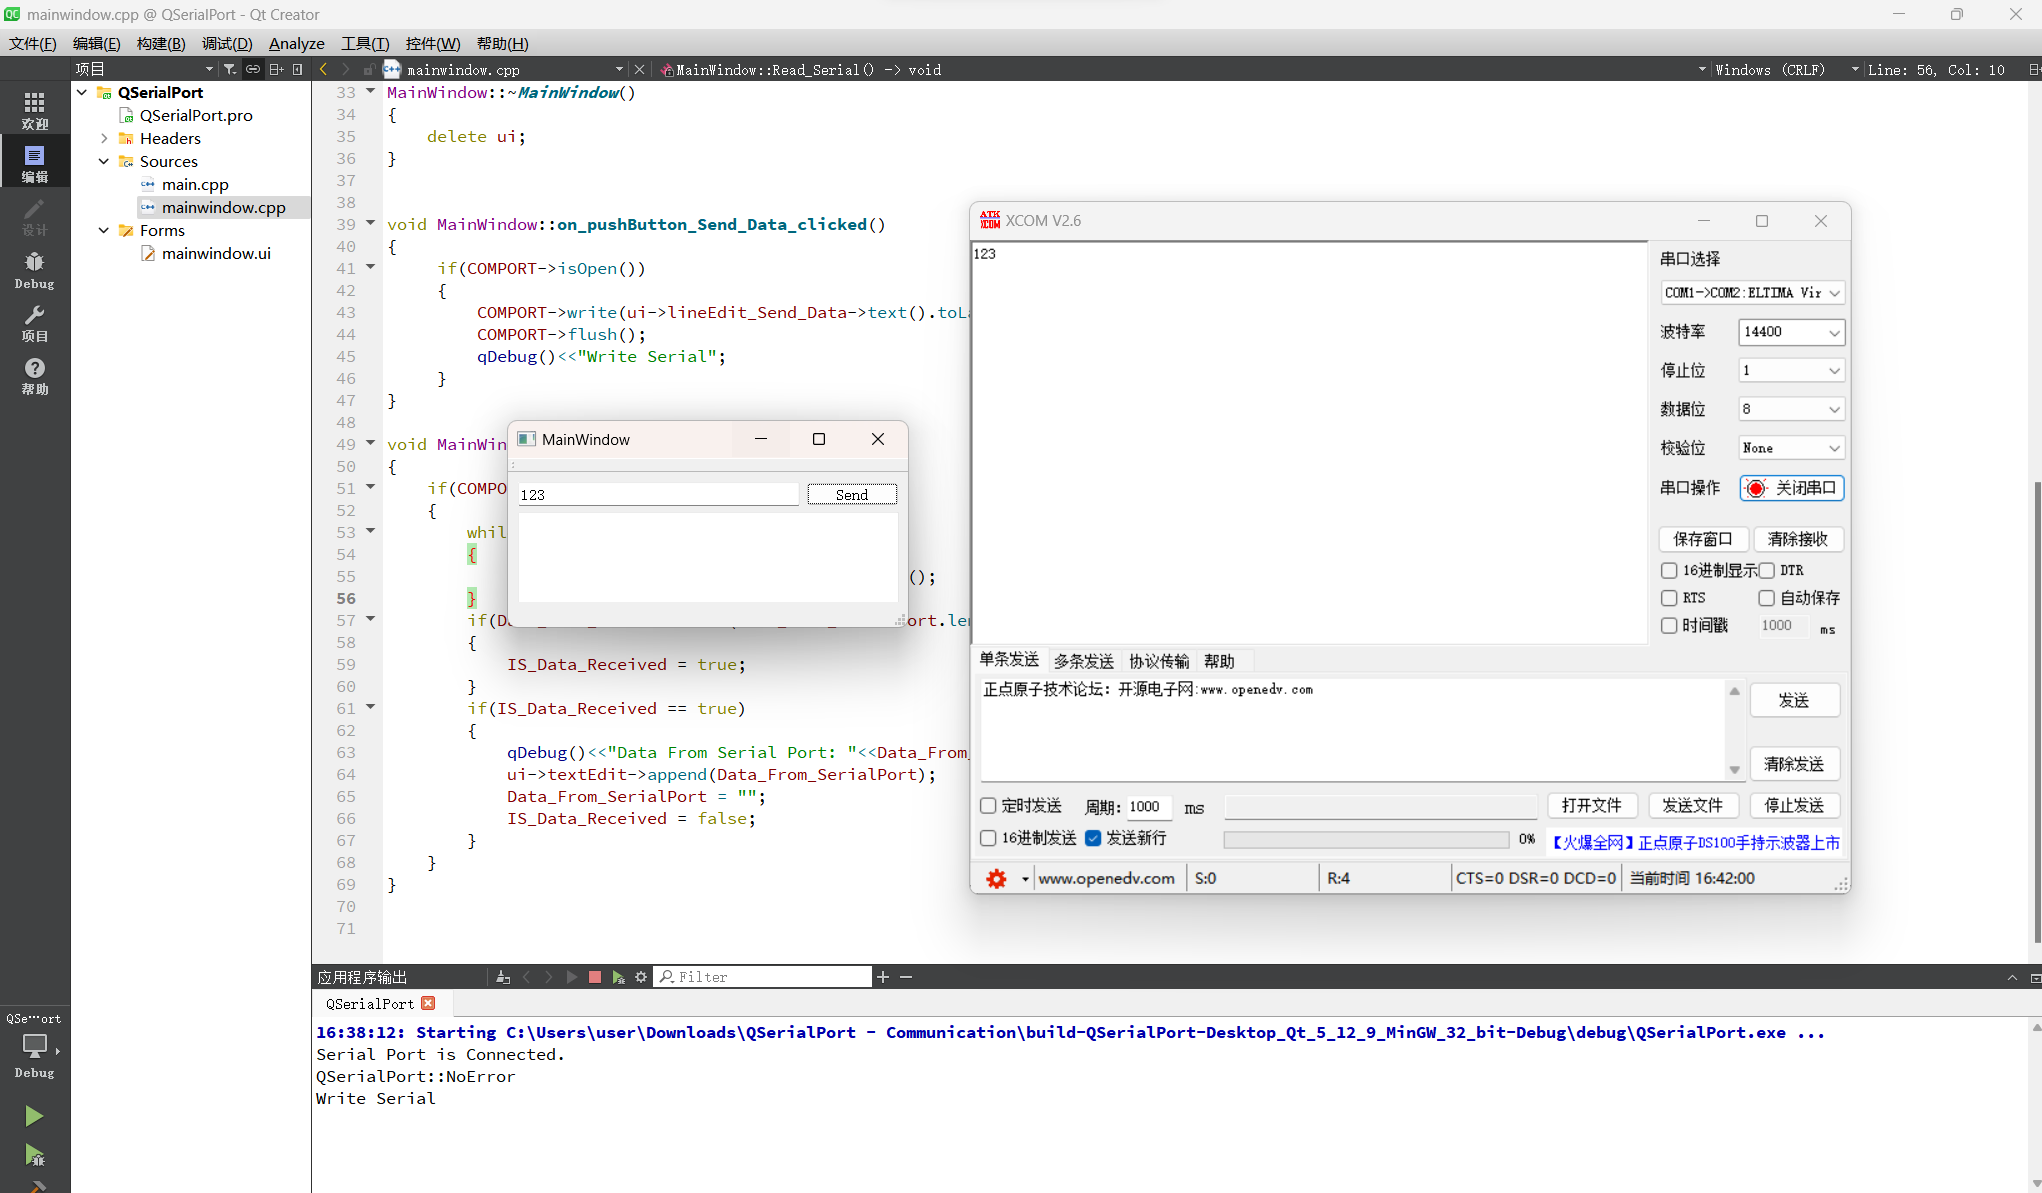 mainwindow.cpp @ QSerialPort - Qt Creator
文件(F) 编辑(E) 构建(B) 调试(D) Analyze 工具(T) 控件(W) 帮助(H)
项目
mainwindow.cpp
MainWindow::Read_Serial() -> void
Windows (CRLF)
Line: 56, Col: 10
欢迎
编辑
设计
Debug
项目
帮助
QSerialPort
QSerialPort.pro
Headers
Sources
main.cpp
mainwindow.cpp
Forms
mainwindow.ui
33 MainWindow::~MainWindow()
34 {
35 delete ui;
36 }
37
38
39 void MainWindow::on_pushButton_Send_Data_clicked()
40 {
41 if(COMPORT->isOpen())
42 {
43 COMPORT->write(ui->lineEdit_Send_Data->text().toL
44 COMPORT->flush();
45 qDebug()<<"Write Serial";
46 }
47 }
48
49 void MainWin
50 {
51 if(COMPO
52 {
53 whil
54 {
55 ();
56 }
57 if(D ort.le
58 {
59 IS_Data_Received = true;
60 }
61 if(IS_Data_Received == true)
62 {
63 qDebug()<<"Data From Serial Port: "<<Data_From_
64 ui->textEdit->append(Data_From_SerialPort);
65 Data_From_SerialPort = "";
66 IS_Data_Received = false;
67 }
68 }
69 }
70
71
MainWindow
123
Send
ATK XCOM
XCOM V2.6
123
串口选择
COM1->COM2:ELTIMA Vir
波特率 14400
停止位 1
数据位 8
校验位 None
串口操作 关闭串口
保存窗口 清除接收
16进制显示 DTR
RTS 自动保存
时间戳 1000 ms
单条发送 多条发送 协议传输 帮助
正点原子技术论坛：开源电子网:www.openedv.com
发送
清除发送
定时发送 周期: 1000 ms 打开文件 发送文件 停止发送
16进制发送 发送新行 0% 【火爆全网】正点原子DS100手持示波器上市
www.openedv.com S:0 R:4 CTS=0 DSR=0 DCD=0 当前时间 16:42:00
应用程序输出
Filter
QSerialPort
16:38:12: Starting C:\Users\user\Downloads\QSerialPort - Communication\build-QSerialPort-Desktop_Qt_5_12_9_MinGW_32_bit-Debug\debug\QSerialPort.exe ...
Serial Port is Connected.
QSerialPort::NoError
Write Serial
QSe···ort
Debug